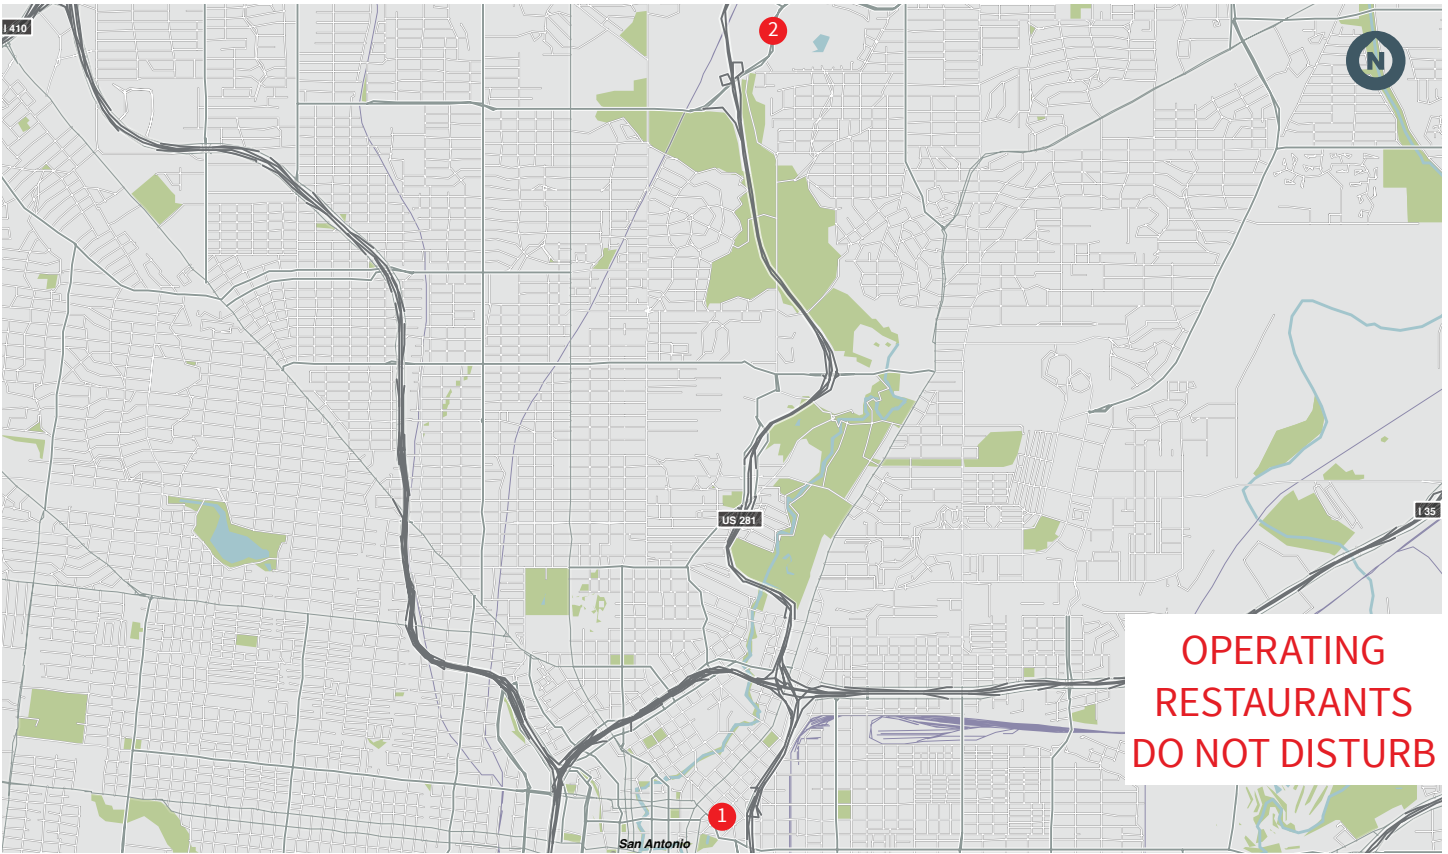 I 410
2
N
US 281
I 35
OPERATING
RESTAURANTS
DO NOT DISTURB
1
San Antonio